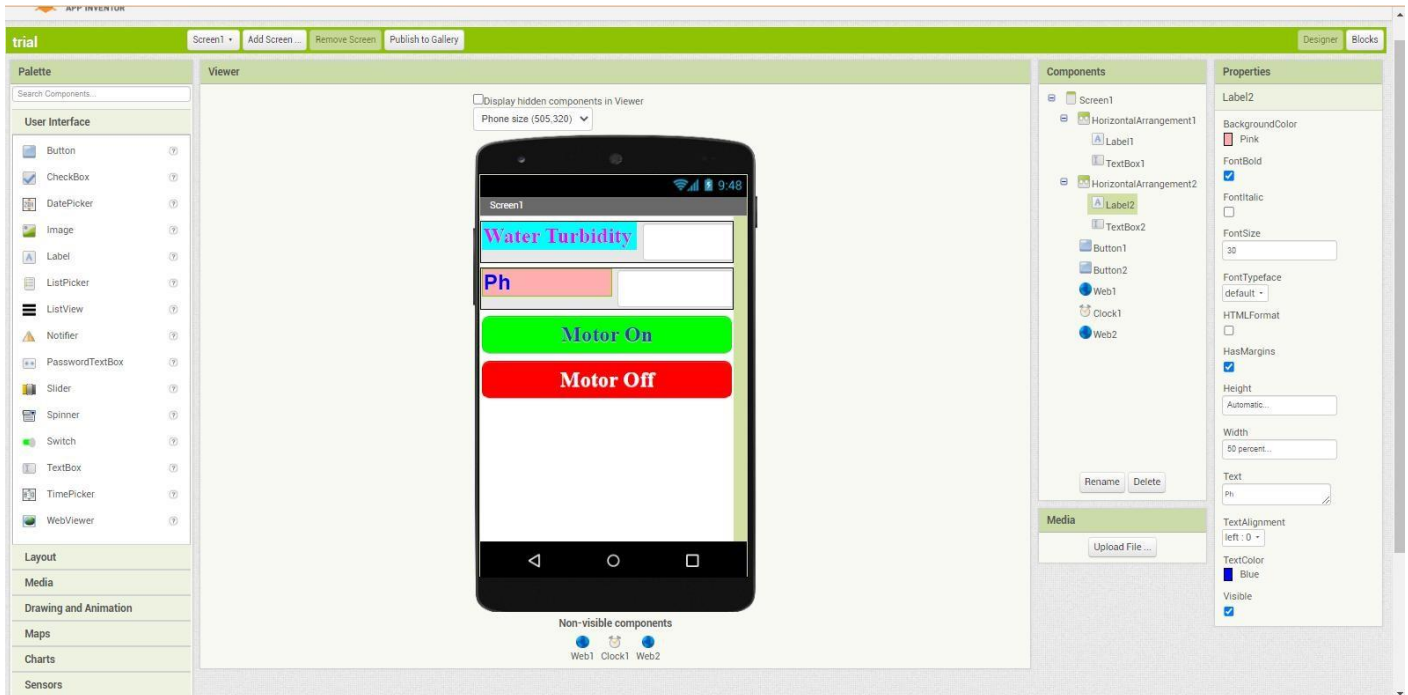 APP INVENTOR
trial
Screen1
Add Screen ...
Remove Screen
Publish to Gallery
Designer
Blocks
Palette
Search Components...
User Interface
Button
CheckBox
DatePicker
Image
Label
ListPicker
ListView
Notifier
PasswordTextBox
Slider
Spinner
Switch
TextBox
TimePicker
WebViewer
Layout
Media
Drawing and Animation
Maps
Charts
Sensors
Viewer
Display hidden components in Viewer
Phone size (505,320)
9:48
Screen1
Water Turbidity
Ph
Motor On
Motor Off
Non-visible components
Web1 Clock1 Web2
Components
Screen1
HorizontalArrangement1
Label1
TextBox1
HorizontalArrangement2
Label2
TextBox2
Button1
Button2
Web1
Clock1
Web2
Rename
Delete
Media
Upload File ...
Properties
Label2
BackgroundColor
Pink
FontBold
FontItalic
FontSize
30
FontTypeface
default
HTMLFormat
HasMargins
Height
Automatic...
Width
50 percent...
Text
Ph
TextAlignment
left : 0
TextColor
Blue
Visible